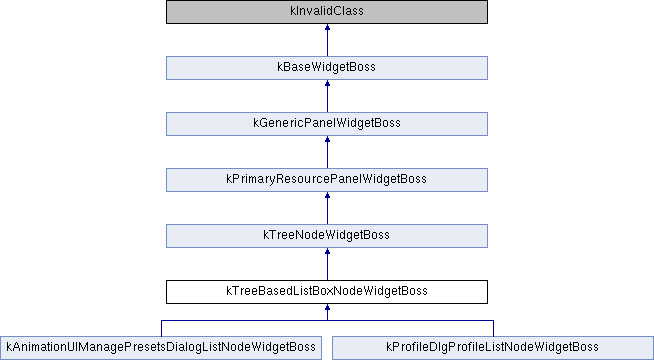 kInvalidClass
kBaseWidgetBoss
kGenericPanelWidgetBoss
kPrimaryResourcePanelWidgetBoss
kTreeNodeWidgetBoss
kTreeBasedListBoxNodeWidgetBoss
kAnimationUIManagePresetsDialogListNodeWidgetBoss
kProfileDlgProfileListNodeWidgetBoss